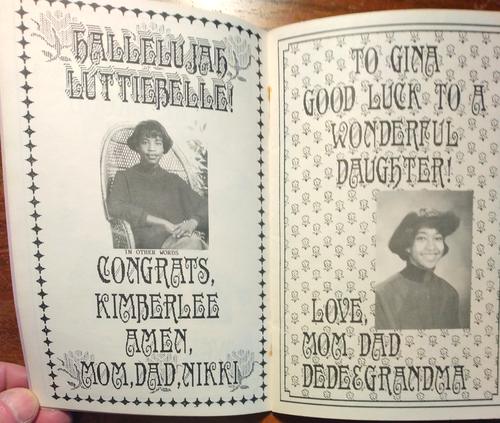 HALLELUJAH
LUTTIEBELLE!
IN OTHER WORDS
CONGRATS,
KIMBERLEE
AMEN,
MOM, DAD, NIKKI
TO GINA
GOOD LUCK TO A
WONDERFUL
DAUGHTER!
LOVE,
MOM, DAD
DEDE&GRANDMA